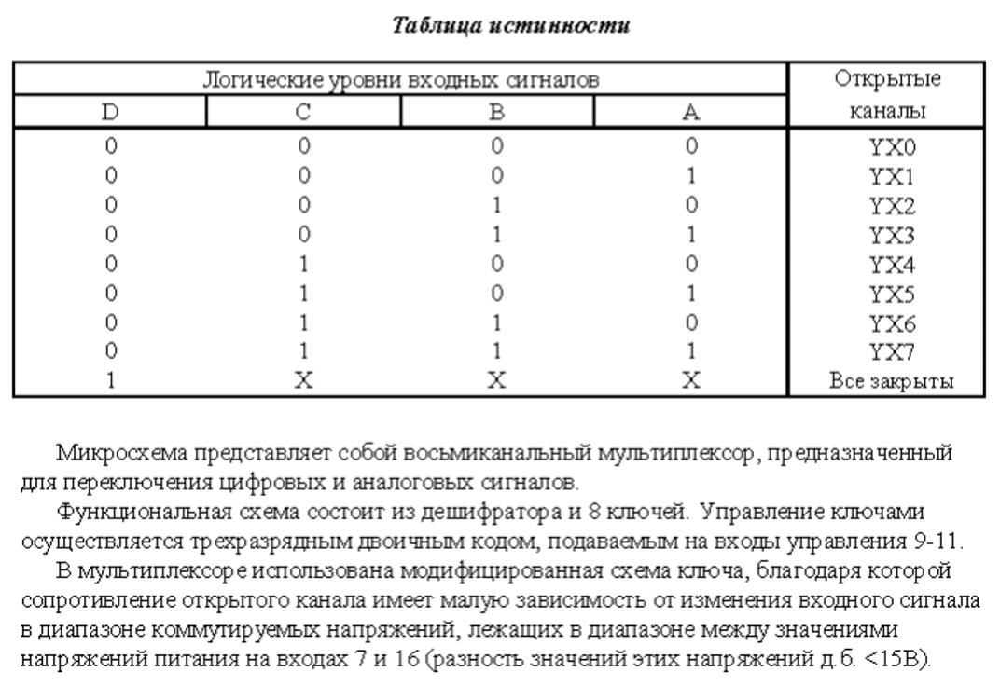 Таблица истинности
Логические уровни входных сигналов Открытые каналы
D C B A
0 0 0 0 YX0
0 0 0 1 YX1
0 0 1 0 YX2
0 0 1 1 YX3
0 1 0 0 YX4
0 1 0 1 YX5
0 1 1 0 YX6
0 1 1 1 YX7
1 X X X Все закрыты
Микросхема представляет собой восьмиканальный мультиплексор, предназначенный
для переключения цифровых и аналоговых сигналов.
Функциональная схема состоит из дешифратора и 8 ключей. Управление ключами
осуществляется трехразрядным двоичным кодом, подаваемым на входы управления 9-11.
В мультиплексоре использована модифицированная схема ключа, благодаря которой
сопротивление открытого канала имеет малую зависимость от изменения входного сигнала
в диапазоне коммутируемых напряжений, лежащих в диапазоне между значениями
напряжений питания на входах 7 и 16 (разность значений этих напряжений д.б. <15В).